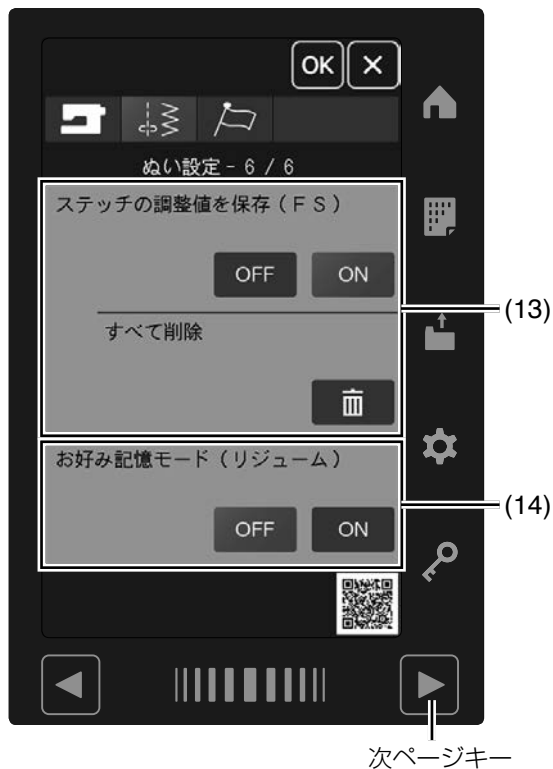 OK ×
ぬい設定 - 6 / 6
ステッチの調整値を保存(FS)
OFF ON
(13)
すべて削除
お好み記憶モード(リジューム)
(14)
OFF ON
次ページキー